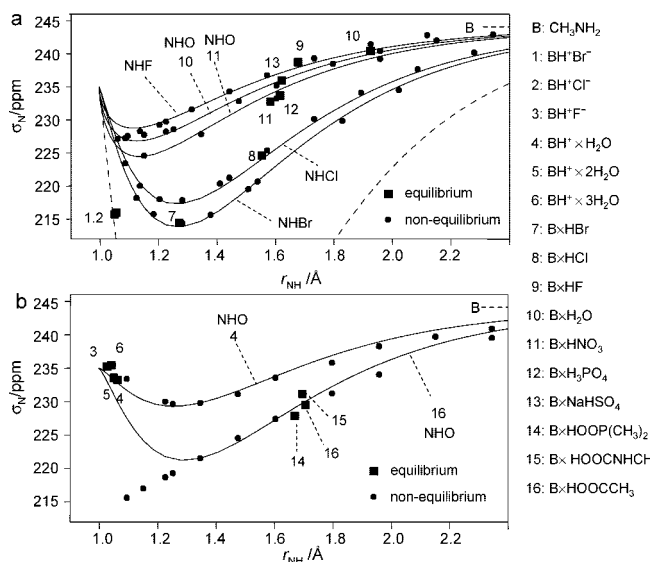 a
σN/ppm
245
240
235
230
225
220
215
NHF
NHO
10
NHO
11
13
9
10
B
11
12
8
NHCl
1,2
7
NHBr
equilibrium
non-equilibrium
1.0
1.2
1.4
1.6
1.8
2.0
2.2
rNH /Å
b
σN/ppm
245
240
235
230
225
220
215
3
6
5
4
NHO
4
B
15
14
16
16
NHO
equilibrium
non-equilibrium
1.0
1.2
1.4
1.6
1.8
2.0
2.2
rNH /Å
B: CH3NH2
1: BH+Br−
2: BH+Cl−
3: BH+F−
4: BH+×H2O
5: BH+×2H2O
6: BH+×3H2O
7: B×HBr
8: B×HCl
9: B×HF
10: B×H2O
11: B×HNO3
12: B×H3PO4
13: B×NaHSO4
14: B×HOOP(CH3)2
15: B× HOOCNHCH
16: B×HOOCCH3